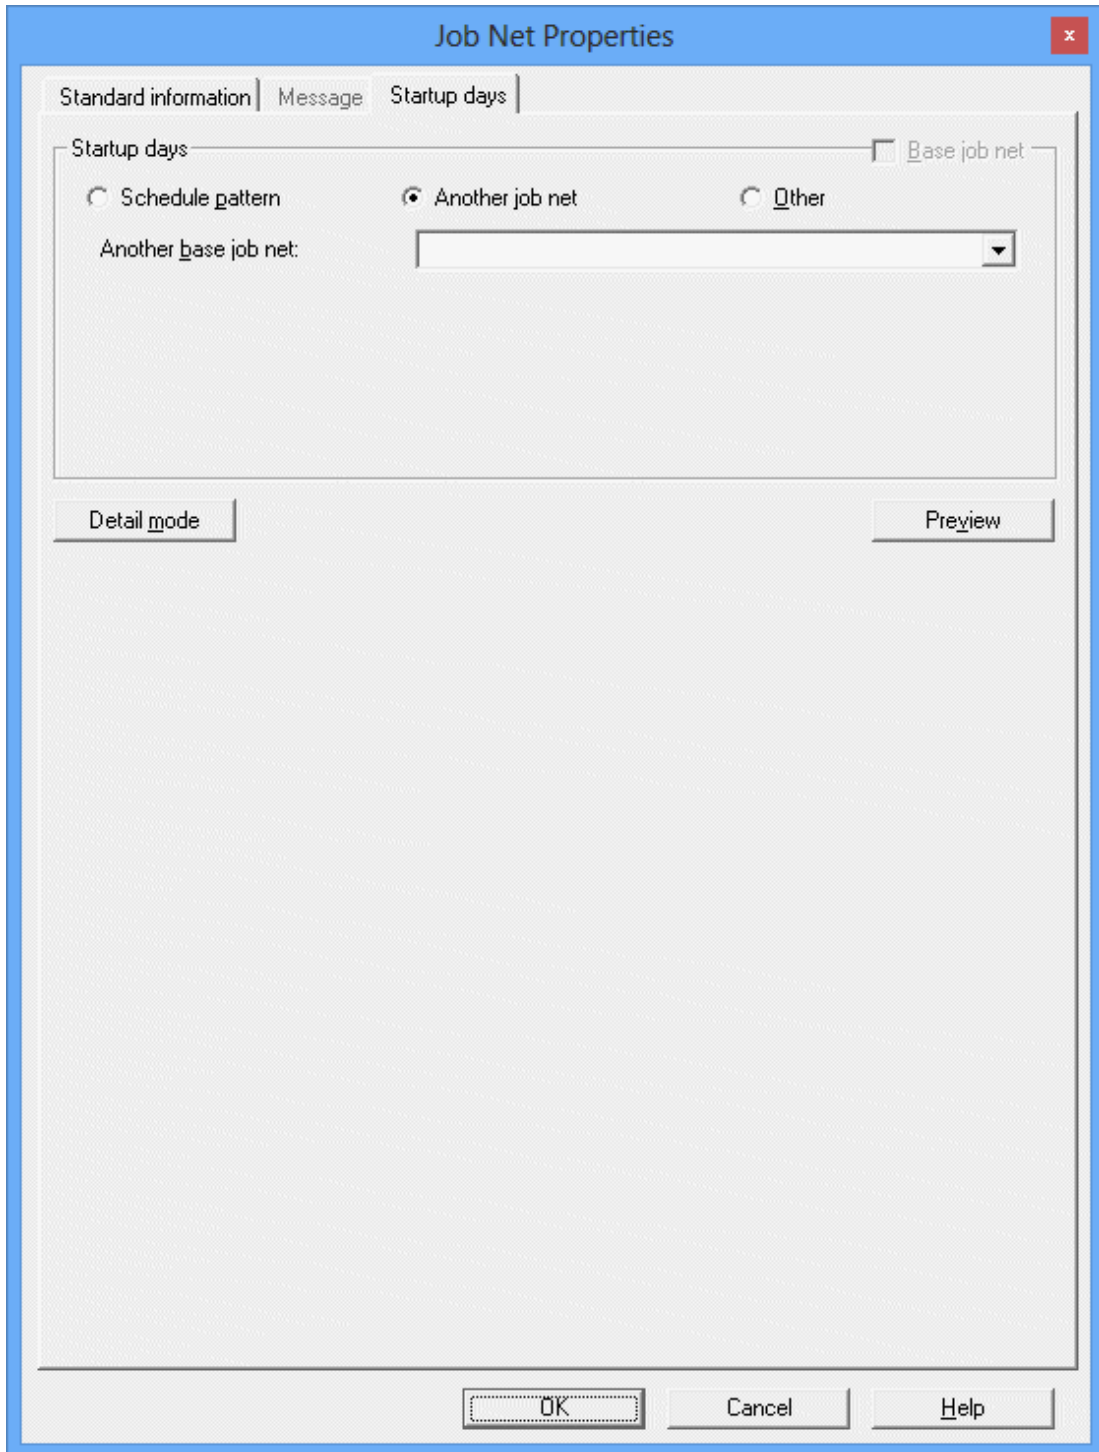 Job Net Properties
x
Standard information Message Startup days
Startup days Base job net
Schedule pattern Another job net Other
Another base job net:
Detail mode Preview
OK Cancel Help